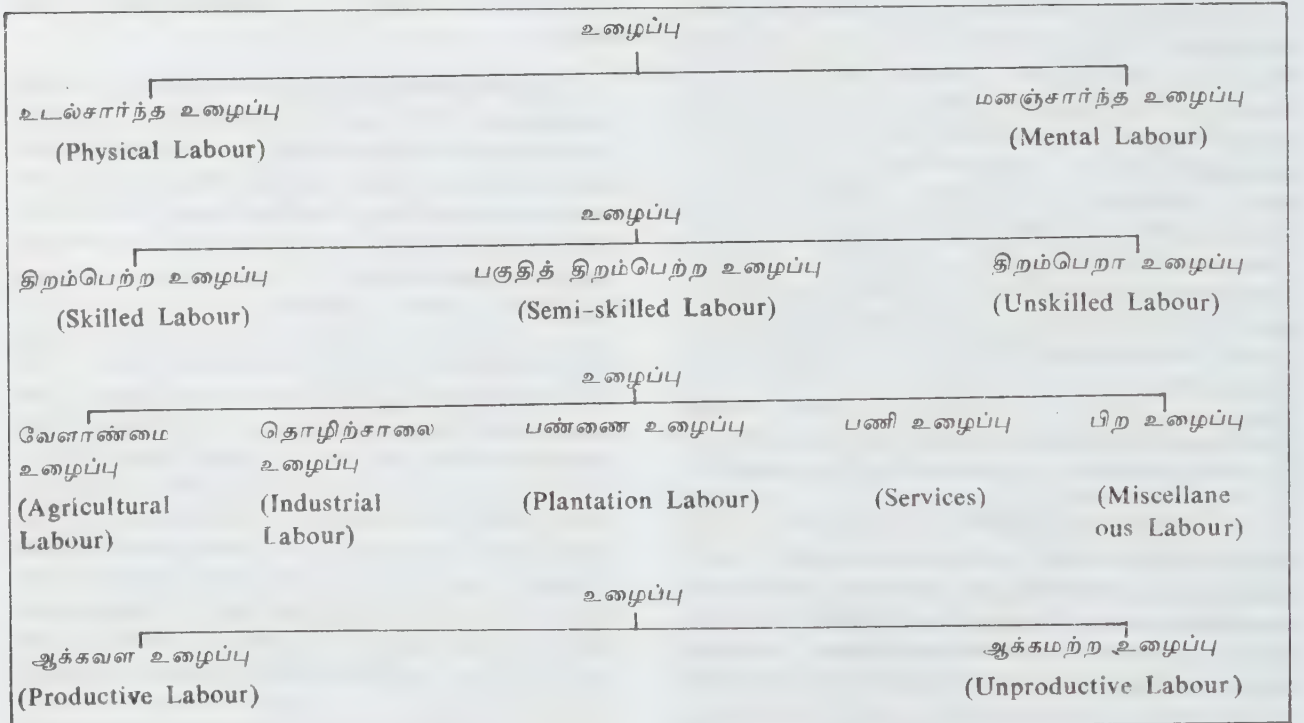 உழைப்பு
உடல்சார்ந்த உழைப்பு மனஞ்சார்ந்த உழைப்பு
(Physical Labour) (Mental Labour)
உழைப்பு
திறம்பெற்ற உழைப்பு பகுதித் திறம்பெற்ற உழைப்பு திறம்பெறா உழைப்பு
(Skilled Labour) (Semi-skilled Labour) (Unskilled Labour)
உழைப்பு
வேளாண்மை தொழிற்சாலை பண்ணை உழைப்பு பணி உழைப்பு பிற உழைப்பு
உழைப்பு உழைப்பு
(Agricultural (Industrial (Plantation Labour) (Services) (Miscellane
Labour) Labour) ous Labour)
உழைப்பு
ஆக்கவள உழைப்பு ஆக்கமற்ற உழைப்பு
(Productive Labour) (Unproductive Labour)